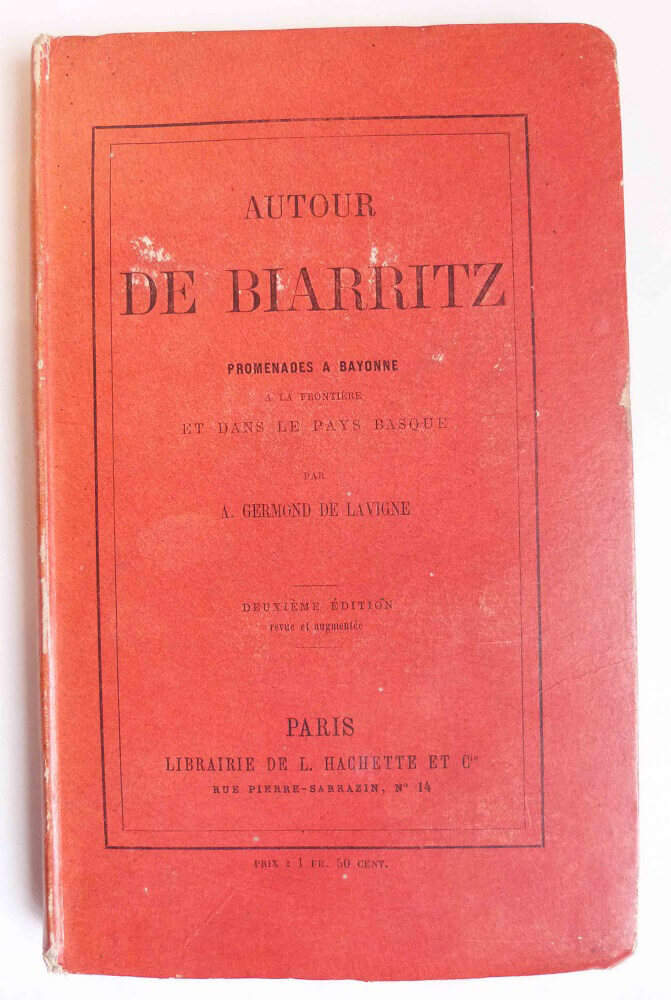 AUTOUR
DE BIARRITZ
PROMENADES A BAYONNE
A LA FRONTIÈRE
ET DANS LE PAYS BASQUE
PAR
A. GERMOND DE LAVIGNE
DEUXIÈME ÉDITION
revue et augmentée
PARIS
LIBRAIRIE DE L. HACHETTE ET Cie
RUE PIERRE-SARRAZIN, No 14
PRIX : 1 FR. 50 CENT.